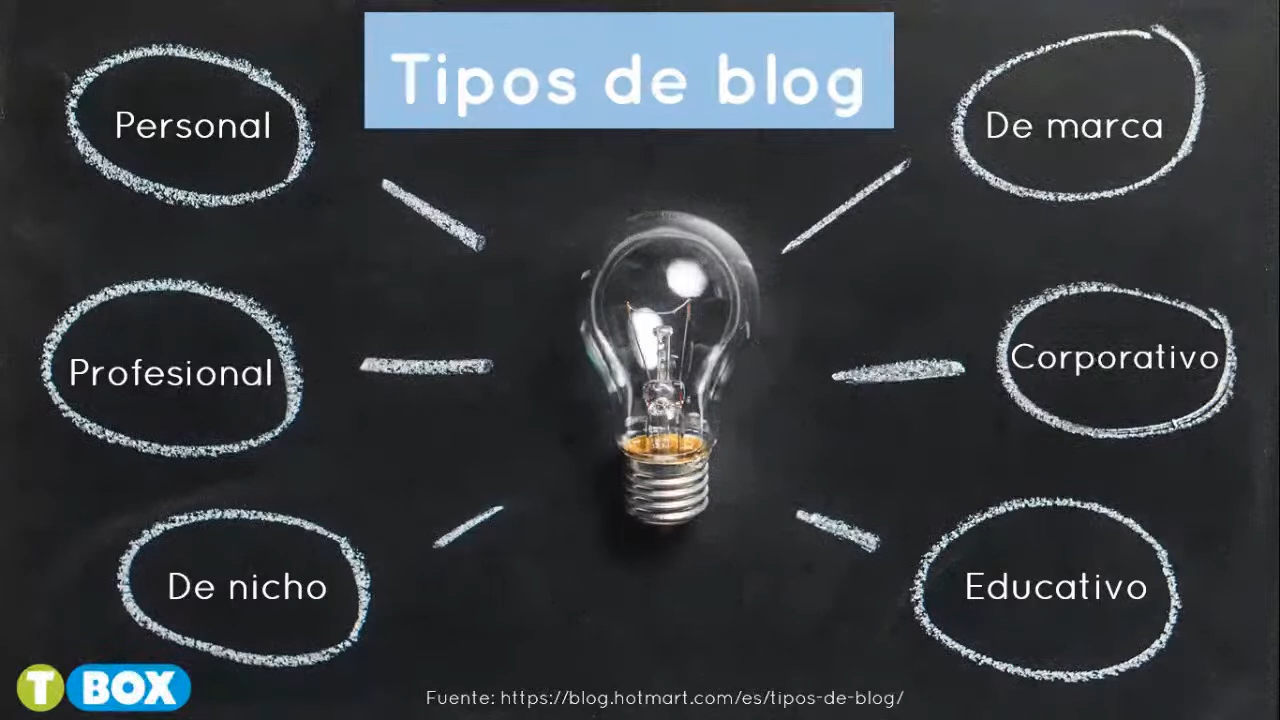 Tipos de blog
Personal
De marca
Profesional
Corporativo
De nicho
Educativo
T BOX
Fuente: https://blog.hotmart.com/es/tipos-de-blog/